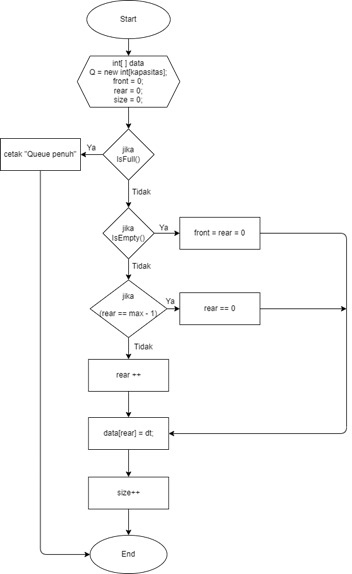 Start
int[ ] data
Q = new int[kapasitas];
front = 0;
rear = 0;
size = 0;
jika
IsFull()
Ya
cetak "Queue penuh"
Tidak
jika
IsEmpty()
Ya
front = rear = 0
Tidak
jika
(rear == max - 1)
Ya
rear == 0
Tidak
rear ++
data[rear] = dt;
size++
End